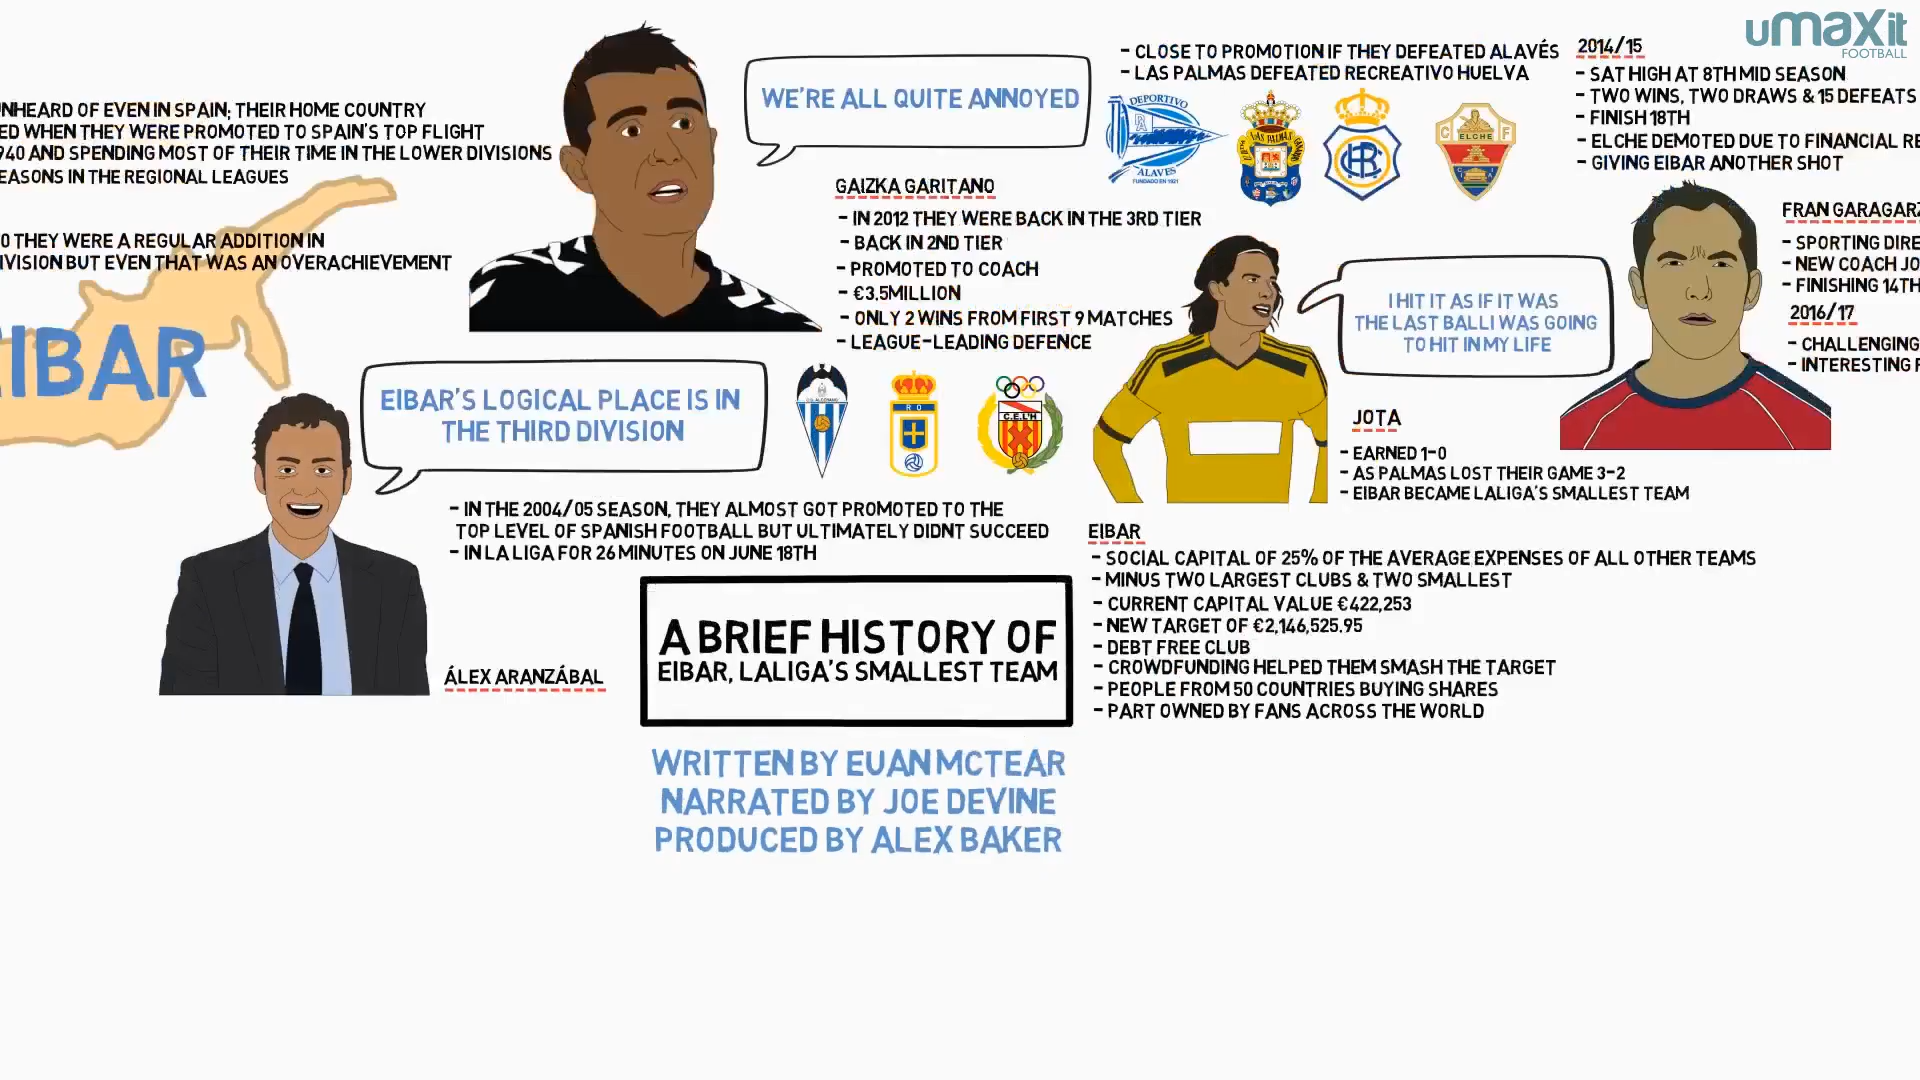 umaxit
FOOTBALL
UNHEARD OF EVEN IN SPAIN; THEIR HOME COUNTRY
ED WHEN THEY WERE PROMOTED TO SPAIN'S TOP FLIGHT
940 AND SPENDING MOST OF THEIR TIME IN THE LOWER DIVISIONS
EASONS IN THE REGIONAL LEAGUES
0 THEY WERE A REGULAR ADDITION IN
IVISION BUT EVEN THAT WAS AN OVERACHIEVEMENT
EIBAR
WE'RE ALL QUITE ANNOYED
GAIZKA GARITANO
- IN 2012 THEY WERE BACK IN THE 3RD TIER
- BACK IN 2ND TIER
- PROMOTED TO COACH
- €3.5MILLION
- ONLY 2 WINS FROM FIRST 9 MATCHES
- LEAGUE-LEADING DEFENCE
- CLOSE TO PROMOTION IF THEY DEFEATED ALAVÉS
- LAS PALMAS DEFEATED RECREATIVO HUELVA
DEPORTIVO
ALAVES
FUNDADO EN 1921
LAS PALMAS
C ELCHE F
2014/15
- SAT HIGH AT 8TH MID SEASON
- TWO WINS, TWO DRAWS & 15 DEFEATS
- FINISH 18TH
- ELCHE DEMOTED DUE TO FINANCIAL RE
- GIVING EIBAR ANOTHER SHOT
FRAN GARAGARZ
- SPORTING DIRE
- NEW COACH JO
- FINISHING 14TH
2016/17
- CHALLENGING
- INTERESTING F
I HIT IT AS IF IT WAS
THE LAST BALL I WAS GOING
TO HIT IN MY LIFE
JOTA
- EARNED 1-0
- AS PALMAS LOST THEIR GAME 3-2
- EIBAR BECAME LALIGA'S SMALLEST TEAM
EIBAR'S LOGICAL PLACE IS IN
THE THIRD DIVISION
R O
C.E.L'H
- IN THE 2004/05 SEASON, THEY ALMOST GOT PROMOTED TO THE
TOP LEVEL OF SPANISH FOOTBALL BUT ULTIMATELY DIDNT SUCCEED
- IN LA LIGA FOR 26 MINUTES ON JUNE 18TH
ÁLEX ARANZÁBAL
EIBAR
- SOCIAL CAPITAL OF 25% OF THE AVERAGE EXPENSES OF ALL OTHER TEAMS
- MINUS TWO LARGEST CLUBS & TWO SMALLEST
- CURRENT CAPITAL VALUE €422,253
- NEW TARGET OF €2,146,525.95
- DEBT FREE CLUB
- CROWDFUNDING HELPED THEM SMASH THE TARGET
- PEOPLE FROM 50 COUNTRIES BUYING SHARES
- PART OWNED BY FANS ACROSS THE WORLD
A BRIEF HISTORY OF
EIBAR, LALIGA'S SMALLEST TEAM
WRITTEN BY EUAN MCTEAR
NARRATED BY JOE DEVINE
PRODUCED BY ALEX BAKER